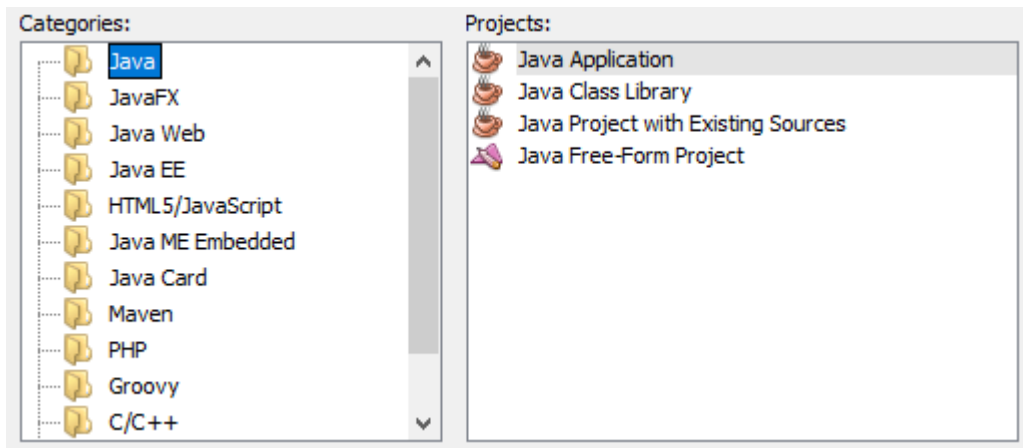 Categories:
Java
JavaFX
Java Web
Java EE
HTML5/JavaScript
Java ME Embedded
Java Card
Maven
PHP
Groovy
C/C++
Projects:
Java Application
Java Class Library
Java Project with Existing Sources
Java Free-Form Project